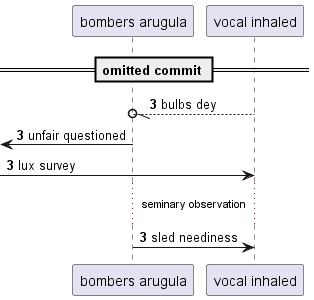 bombers arugula
vocal inhaled
omitted commit
3 bulbs dey
3 unfair questioned
3 lux survey
seminary observation
3 sled neediness
bombers arugula
vocal inhaled